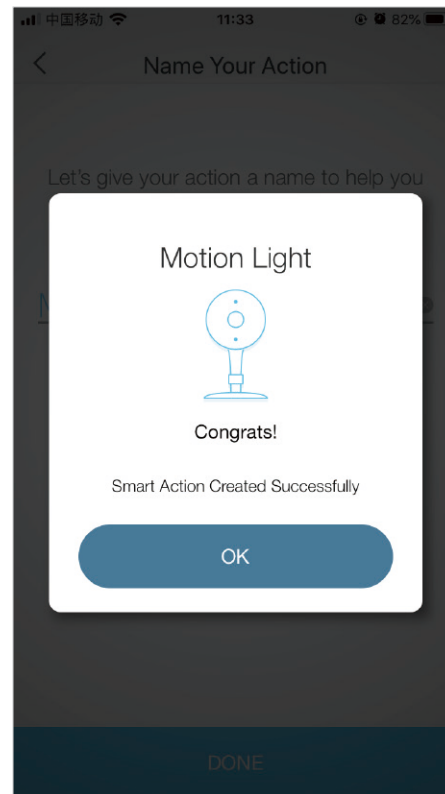 中国移动 11:33 82%
Name Your Action
Let's give your action a name to help you
Motion Light
Congrats!
Smart Action Created Successfully
OK
DONE